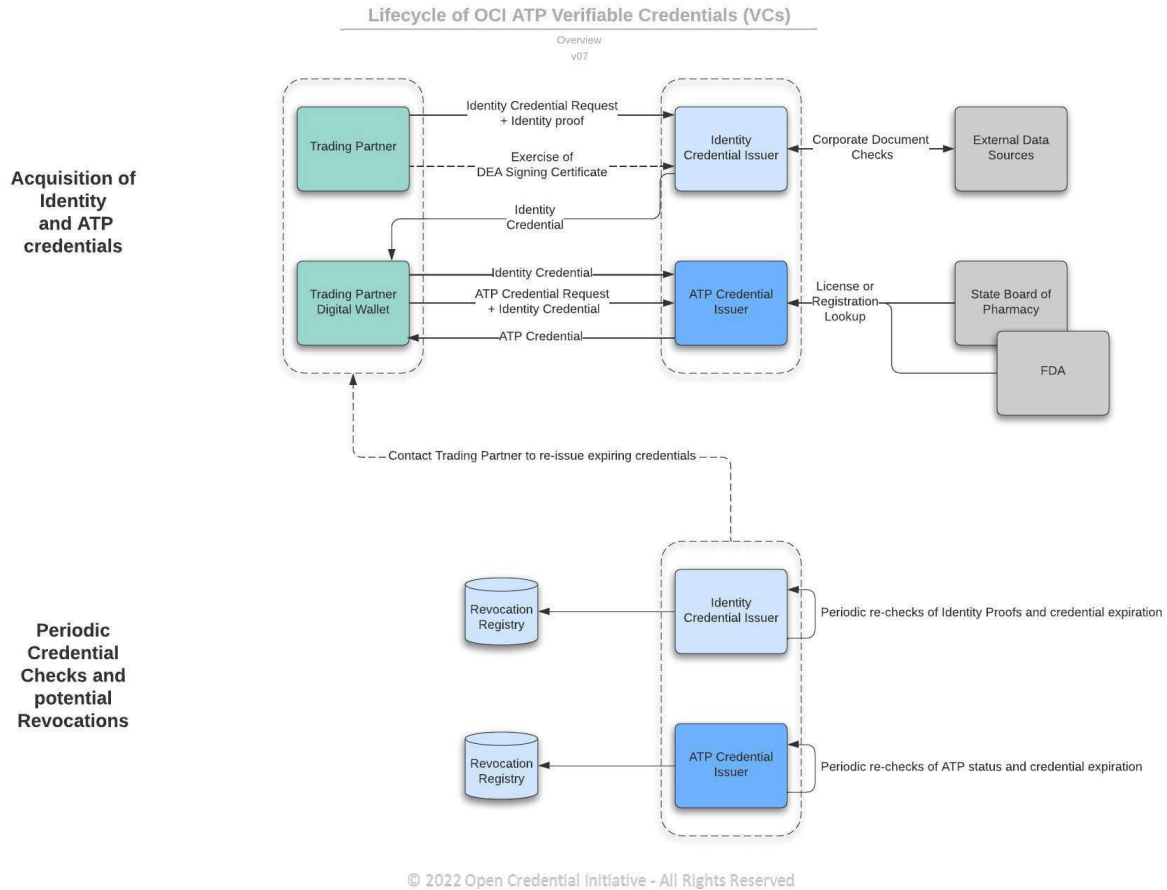 Lifecycle of OCI ATP Verifiable Credentials (VCs)
Overview
v07
Acquisition of
Identity
and ATP
credentials
Trading Partner
Identity Credential Request
+ Identity proof
Exercise of
DEA Signing Certificate
Identity
Credential Issuer
Corporate Document
Checks
External Data
Sources
Identity
Credential
Trading Partner
Digital Wallet
Identity Credential
ATP Credential Request
+ Identity Credential
ATP Credential
ATP Credential
Issuer
License or
Registration
Lookup
State Board of
Pharmacy
FDA
Contact Trading Partner to re-issue expiring credentials
Periodic
Credential
Checks and
potential
Revocations
Revocation
Registry
Identity
Credential Issuer
Periodic re-checks of Identity Proofs and credential expiration
Revocation
Registry
ATP Credential
Issuer
Periodic re-checks of ATP status and credential expiration
© 2022 Open Credential Initiative - All Rights Reserved